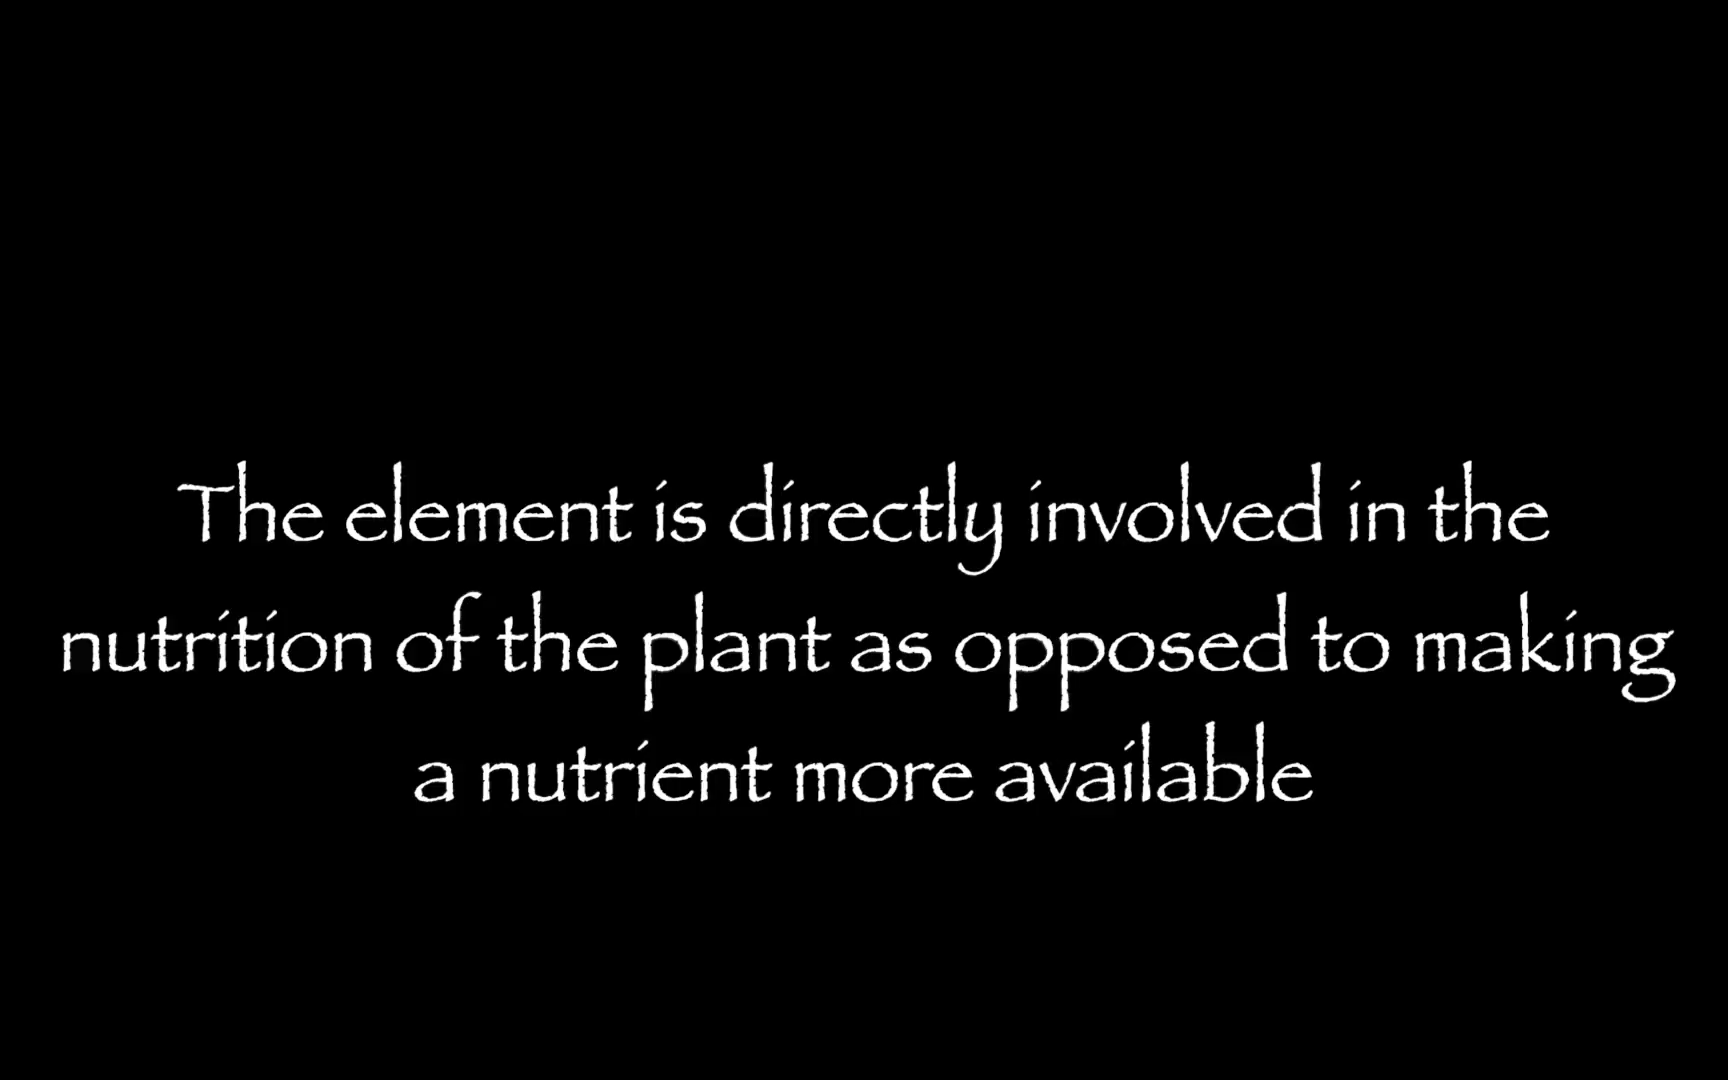 The element is directly involved in the
nutrition of the plant as opposed to making
a nutrient more available